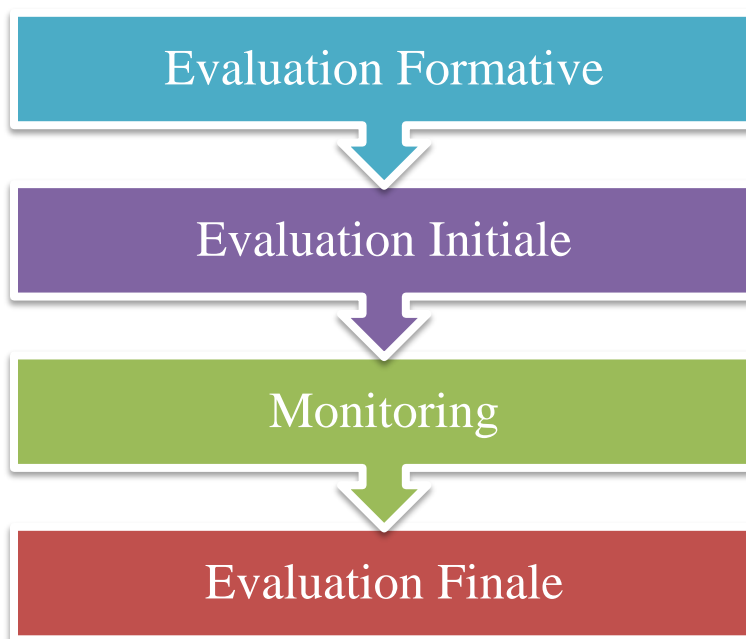 Evaluation Formative
Evaluation Initiale
Monitoring
Evaluation Finale